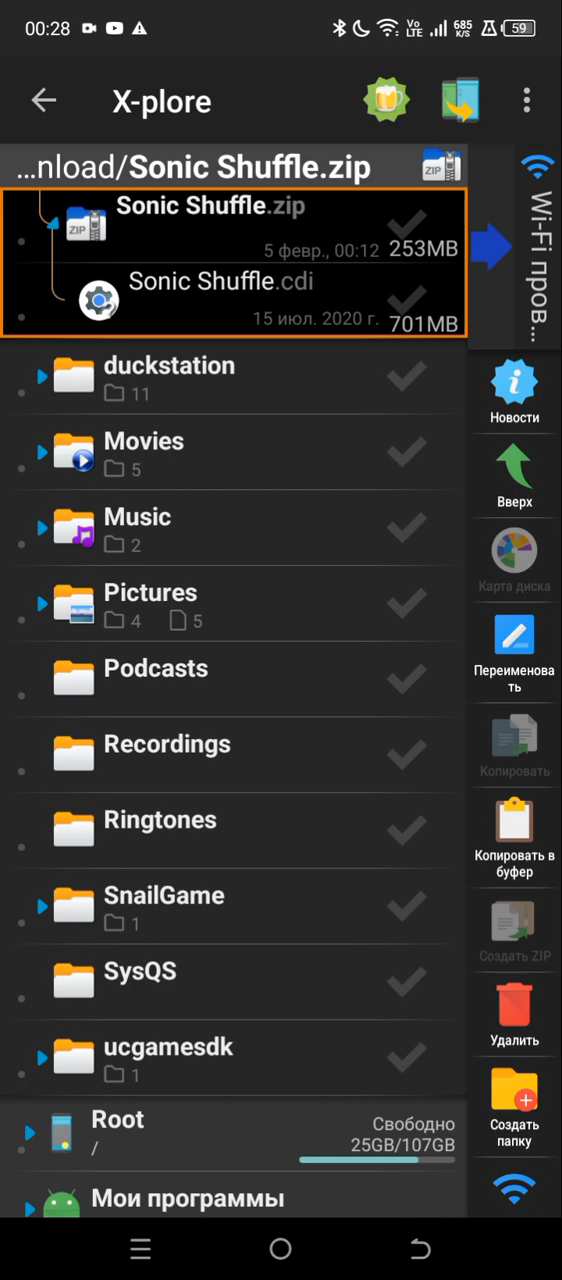 00:28
Vo LTE
685 K/S
59
X-plore
...nload/Sonic Shuffle.zip
ZIP
Wi-Fi пров...
Sonic Shuffle.zip
ZIP
5 февр., 00:12 253MB
Sonic Shuffle.cdi
15 июл. 2020 г. 701MB
duckstation
11
Movies
5
Music
2
Pictures
4 5
Podcasts
Recordings
Ringtones
SnailGame
1
SysQS
ucgamesdk
1
Root
/
Свободно
25GB/107GB
Мои программы
Новости
Вверх
Карта диска
Переименова
ть
Копировать
Копировать в
буфер
Создать ZIP
Удалить
Создать
папку